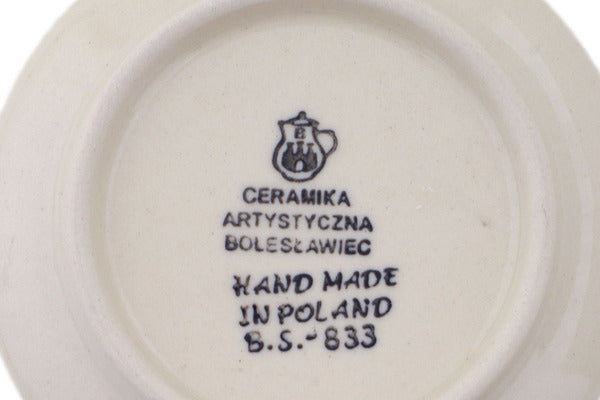 B
CERAMIKA
ARTYSTYCZNA
BOLESŁAWIEC
HAND MADE
IN POLAND
B.S.-833